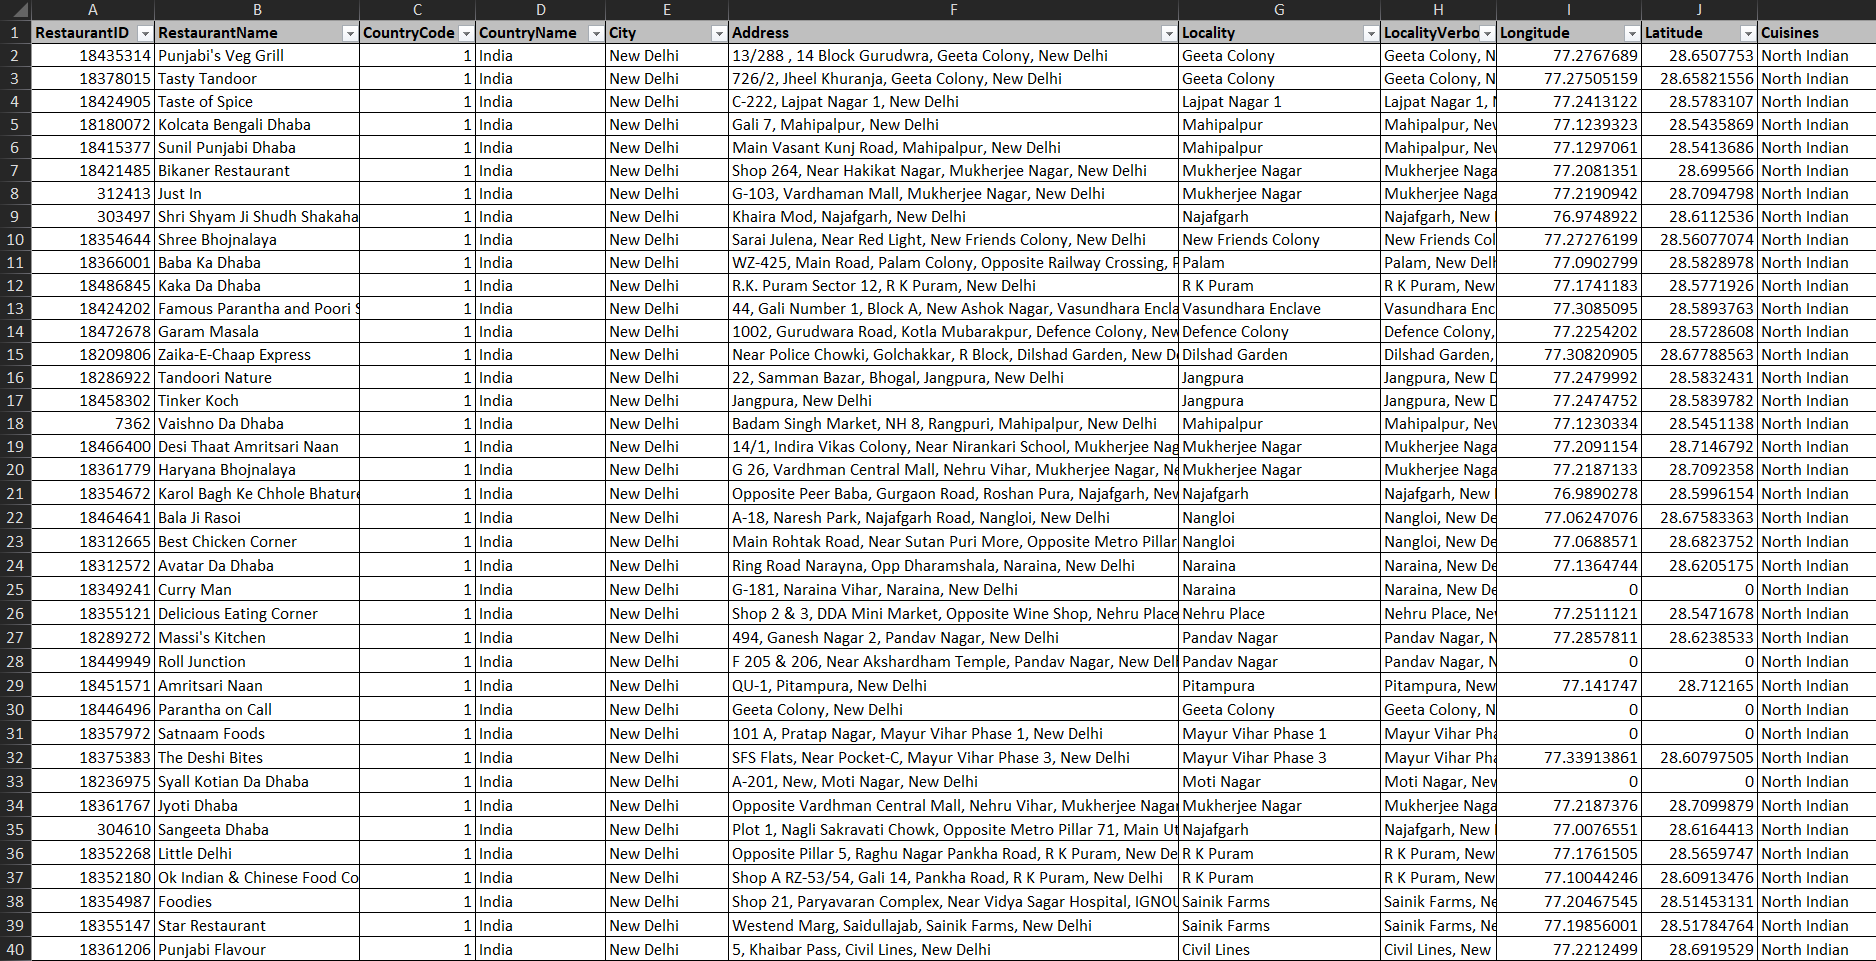 A B C D E F G H I J
1 RestaurantID RestaurantName CountryCode CountryName City Address Locality LocalityVerbo Longitude Latitude Cuisines
2 18435314 Punjabi's Veg Grill 1 India New Delhi 13/288 , 14 Block Gurudwra, Geeta Colony, New Delhi Geeta Colony Geeta Colony, N 77.2767689 28.6507753 North Indian
3 18378015 Tasty Tandoor 1 India New Delhi 726/2, Jheel Khuranja, Geeta Colony, New Delhi Geeta Colony Geeta Colony, N 77.27505159 28.65821556 North Indian
4 18424905 Taste of Spice 1 India New Delhi C-222, Lajpat Nagar 1, New Delhi Lajpat Nagar 1 Lajpat Nagar 1, 77.2413122 28.5783107 North Indian
5 18180072 Kolcata Bengali Dhaba 1 India New Delhi Gali 7, Mahipalpur, New Delhi Mahipalpur Mahipalpur, Nev 77.1239323 28.5435869 North Indian
6 18415377 Sunil Punjabi Dhaba 1 India New Delhi Main Vasant Kunj Road, Mahipalpur, New Delhi Mahipalpur Mahipalpur, Nev 77.1297061 28.5413686 North Indian
7 18421485 Bikaner Restaurant 1 India New Delhi Shop 264, Near Hakikat Nagar, Mukherjee Nagar, New Delhi Mukherjee Nagar Mukherjee Naga 77.2081351 28.699566 North Indian
8 312413 Just In 1 India New Delhi G-103, Vardhaman Mall, Mukherjee Nagar, New Delhi Mukherjee Nagar Mukherjee Naga 77.2190942 28.7094798 North Indian
9 303497 Shri Shyam Ji Shudh Shakaha 1 India New Delhi Khaira Mod, Najafgarh, New Delhi Najafgarh Najafgarh, New 76.9748922 28.6112536 North Indian
10 18354644 Shree Bhojnalaya 1 India New Delhi Sarai Julena, Near Red Light, New Friends Colony, New Delhi New Friends Colony New Friends Col 77.27276199 28.56077074 North Indian
11 18366001 Baba Ka Dhaba 1 India New Delhi WZ-425, Main Road, Palam Colony, Opposite Railway Crossing, Palam Palam, New Delh 77.0902799 28.5828978 North Indian
12 18486845 Kaka Da Dhaba 1 India New Delhi R.K. Puram Sector 12, R K Puram, New Delhi R K Puram R K Puram, New 77.1741183 28.5771926 North Indian
13 18424202 Famous Parantha and Poori S 1 India New Delhi 44, Gali Number 1, Block A, New Ashok Nagar, Vasundhara Encla Vasundhara Enclave Vasundhara Enc 77.3085095 28.5893763 North Indian
14 18472678 Garam Masala 1 India New Delhi 1002, Gurudwara Road, Kotla Mubarakpur, Defence Colony, New Defence Colony Defence Colony, 77.2254202 28.5728608 North Indian
15 18209806 Zaika-E-Chaap Express 1 India New Delhi Near Police Chowki, Golchakkar, R Block, Dilshad Garden, New D Dilshad Garden Dilshad Garden, 77.30820905 28.67788563 North Indian
16 18286922 Tandoori Nature 1 India New Delhi 22, Samman Bazar, Bhogal, Jangpura, New Delhi Jangpura Jangpura, New D 77.2479992 28.5832431 North Indian
17 18458302 Tinker Koch 1 India New Delhi Jangpura, New Delhi Jangpura Jangpura, New D 77.2474752 28.5839782 North Indian
18 7362 Vaishno Da Dhaba 1 India New Delhi Badam Singh Market, NH 8, Rangpuri, Mahipalpur, New Delhi Mahipalpur Mahipalpur, Nev 77.1230334 28.5451138 North Indian
19 18466400 Desi Thaat Amritsari Naan 1 India New Delhi 14/1, Indira Vikas Colony, Near Nirankari School, Mukherjee Nag Mukherjee Nagar Mukherjee Naga 77.2091154 28.7146792 North Indian
20 18361779 Haryana Bhojnalaya 1 India New Delhi G 26, Vardhman Central Mall, Nehru Vihar, Mukherjee Nagar, Ne Mukherjee Nagar Mukherjee Naga 77.2187133 28.7092358 North Indian
21 18354672 Karol Bagh Ke Chhole Bhature 1 India New Delhi Opposite Peer Baba, Gurgaon Road, Roshan Pura, Najafgarh, Nev Najafgarh Najafgarh, New 76.9890278 28.5996154 North Indian
22 18464641 Bala Ji Rasoi 1 India New Delhi A-18, Naresh Park, Najafgarh Road, Nangloi, New Delhi Nangloi Nangloi, New De 77.06247076 28.67583363 North Indian
23 18312665 Best Chicken Corner 1 India New Delhi Main Rohtak Road, Near Sutan Puri More, Opposite Metro Pillar Nangloi Nangloi, New De 77.0688571 28.6823752 North Indian
24 18312572 Avatar Da Dhaba 1 India New Delhi Ring Road Narayna, Opp Dharamshala, Naraina, New Delhi Naraina Naraina, New De 77.1364744 28.6205175 North Indian
25 18349241 Curry Man 1 India New Delhi G-181, Naraina Vihar, Naraina, New Delhi Naraina Naraina, New De 0 0 North Indian
26 18355121 Delicious Eating Corner 1 India New Delhi Shop 2 & 3, DDA Mini Market, Opposite Wine Shop, Nehru Place Nehru Place Nehru Place, Nev 77.2511121 28.5471678 North Indian
27 18289272 Massi's Kitchen 1 India New Delhi 494, Ganesh Nagar 2, Pandav Nagar, New Delhi Pandav Nagar Pandav Nagar, N 77.2857811 28.6238533 North Indian
28 18449949 Roll Junction 1 India New Delhi F 205 & 206, Near Akshardham Temple, Pandav Nagar, New Delh Pandav Nagar Pandav Nagar, N 0 0 North Indian
29 18451571 Amritsari Naan 1 India New Delhi QU-1, Pitampura, New Delhi Pitampura Pitampura, New 77.141747 28.712165 North Indian
30 18446496 Parantha on Call 1 India New Delhi Geeta Colony, New Delhi Geeta Colony Geeta Colony, N 0 0 North Indian
31 18357972 Satnaam Foods 1 India New Delhi 101 A, Pratap Nagar, Mayur Vihar Phase 1, New Delhi Mayur Vihar Phase 1 Mayur Vihar Pha 0 0 North Indian
32 18375383 The Deshi Bites 1 India New Delhi SFS Flats, Near Pocket-C, Mayur Vihar Phase 3, New Delhi Mayur Vihar Phase 3 Mayur Vihar Pha 77.33913861 28.60797505 North Indian
33 18236975 Syall Kotian Da Dhaba 1 India New Delhi A-201, New, Moti Nagar, New Delhi Moti Nagar Moti Nagar, Nev 0 0 North Indian
34 18361767 Jyoti Dhaba 1 India New Delhi Opposite Vardhman Central Mall, Nehru Vihar, Mukherjee Nagar Mukherjee Nagar Mukherjee Naga 77.2187376 28.7099879 North Indian
35 304610 Sangeeta Dhaba 1 India New Delhi Plot 1, Nagli Sakravati Chowk, Opposite Metro Pillar 71, Main Ut Najafgarh Najafgarh, New 77.0076551 28.6164413 North Indian
36 18352268 Little Delhi 1 India New Delhi Opposite Pillar 5, Raghu Nagar Pankha Road, R K Puram, New De R K Puram R K Puram, New 77.1761505 28.5659747 North Indian
37 18352180 Ok Indian & Chinese Food Co 1 India New Delhi Shop A RZ-53/54, Gali 14, Pankha Road, R K Puram, New Delhi R K Puram R K Puram, New 77.10044246 28.60913476 North Indian
38 18354987 Foodies 1 India New Delhi Shop 21, Paryavaran Complex, Near Vidya Sagar Hospital, IGNOU Sainik Farms Sainik Farms, Ne 77.20467545 28.51453131 North Indian
39 18355147 Star Restaurant 1 India New Delhi Westend Marg, Saidullajab, Sainik Farms, New Delhi Sainik Farms Sainik Farms, Ne 77.19856001 28.51784764 North Indian
40 18361206 Punjabi Flavour 1 India New Delhi 5, Khaibar Pass, Civil Lines, New Delhi Civil Lines Civil Lines, New 77.2212499 28.6919529 North Indian